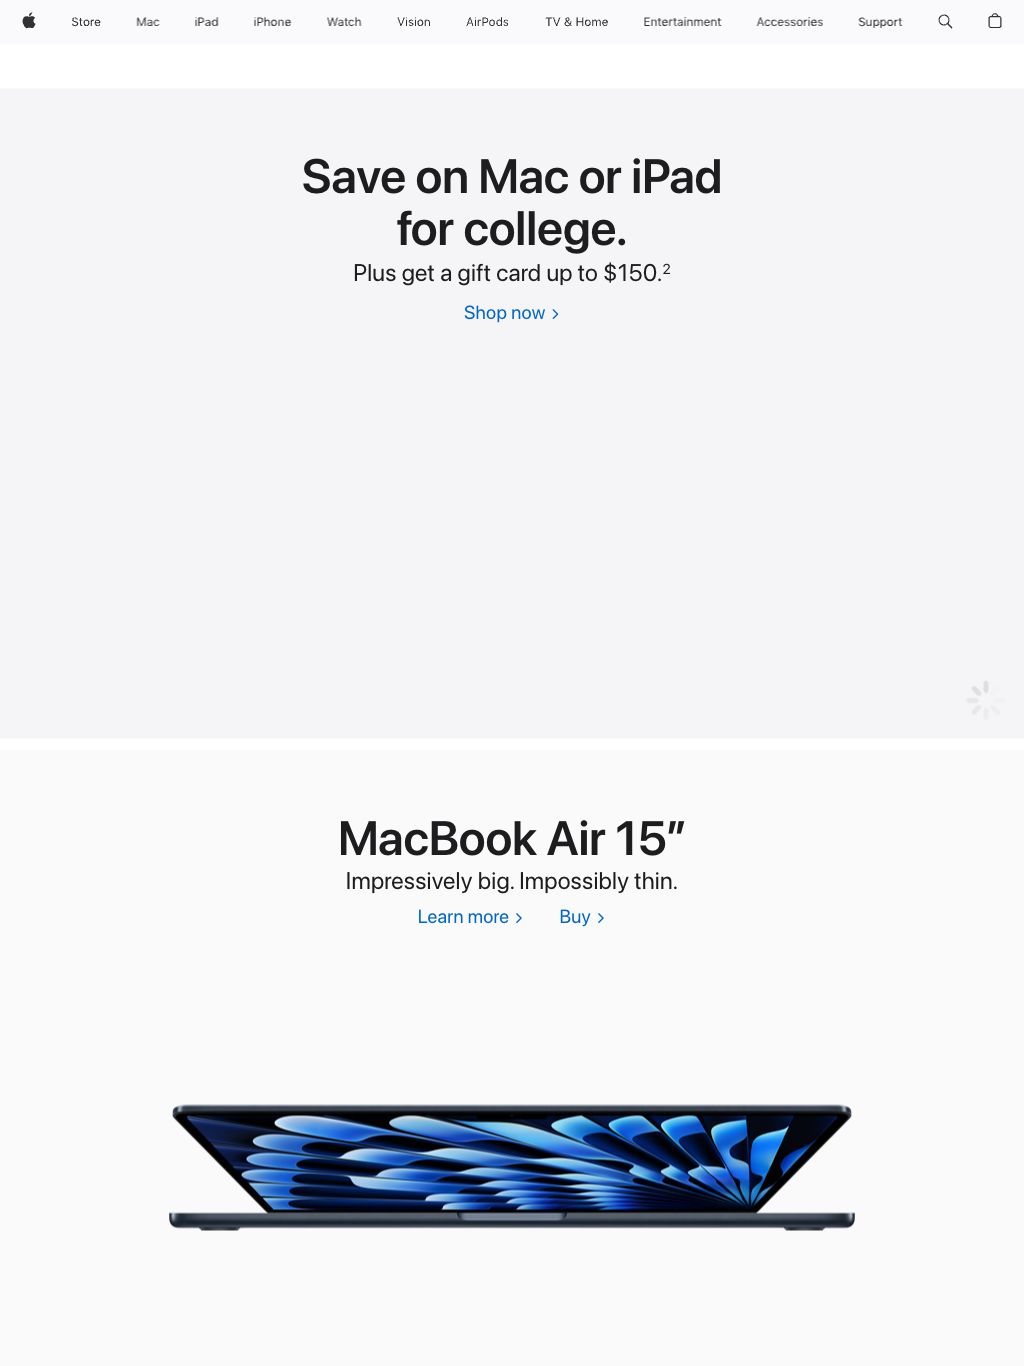 Store Mac iPad iPhone Watch Vision AirPods TV & Home Entertainment Accessories Support
Save on Mac or iPad
for college.
Plus get a gift card up to $150.²
Shop now >
MacBook Air 15”
Impressively big. Impossibly thin.
Learn more > Buy >